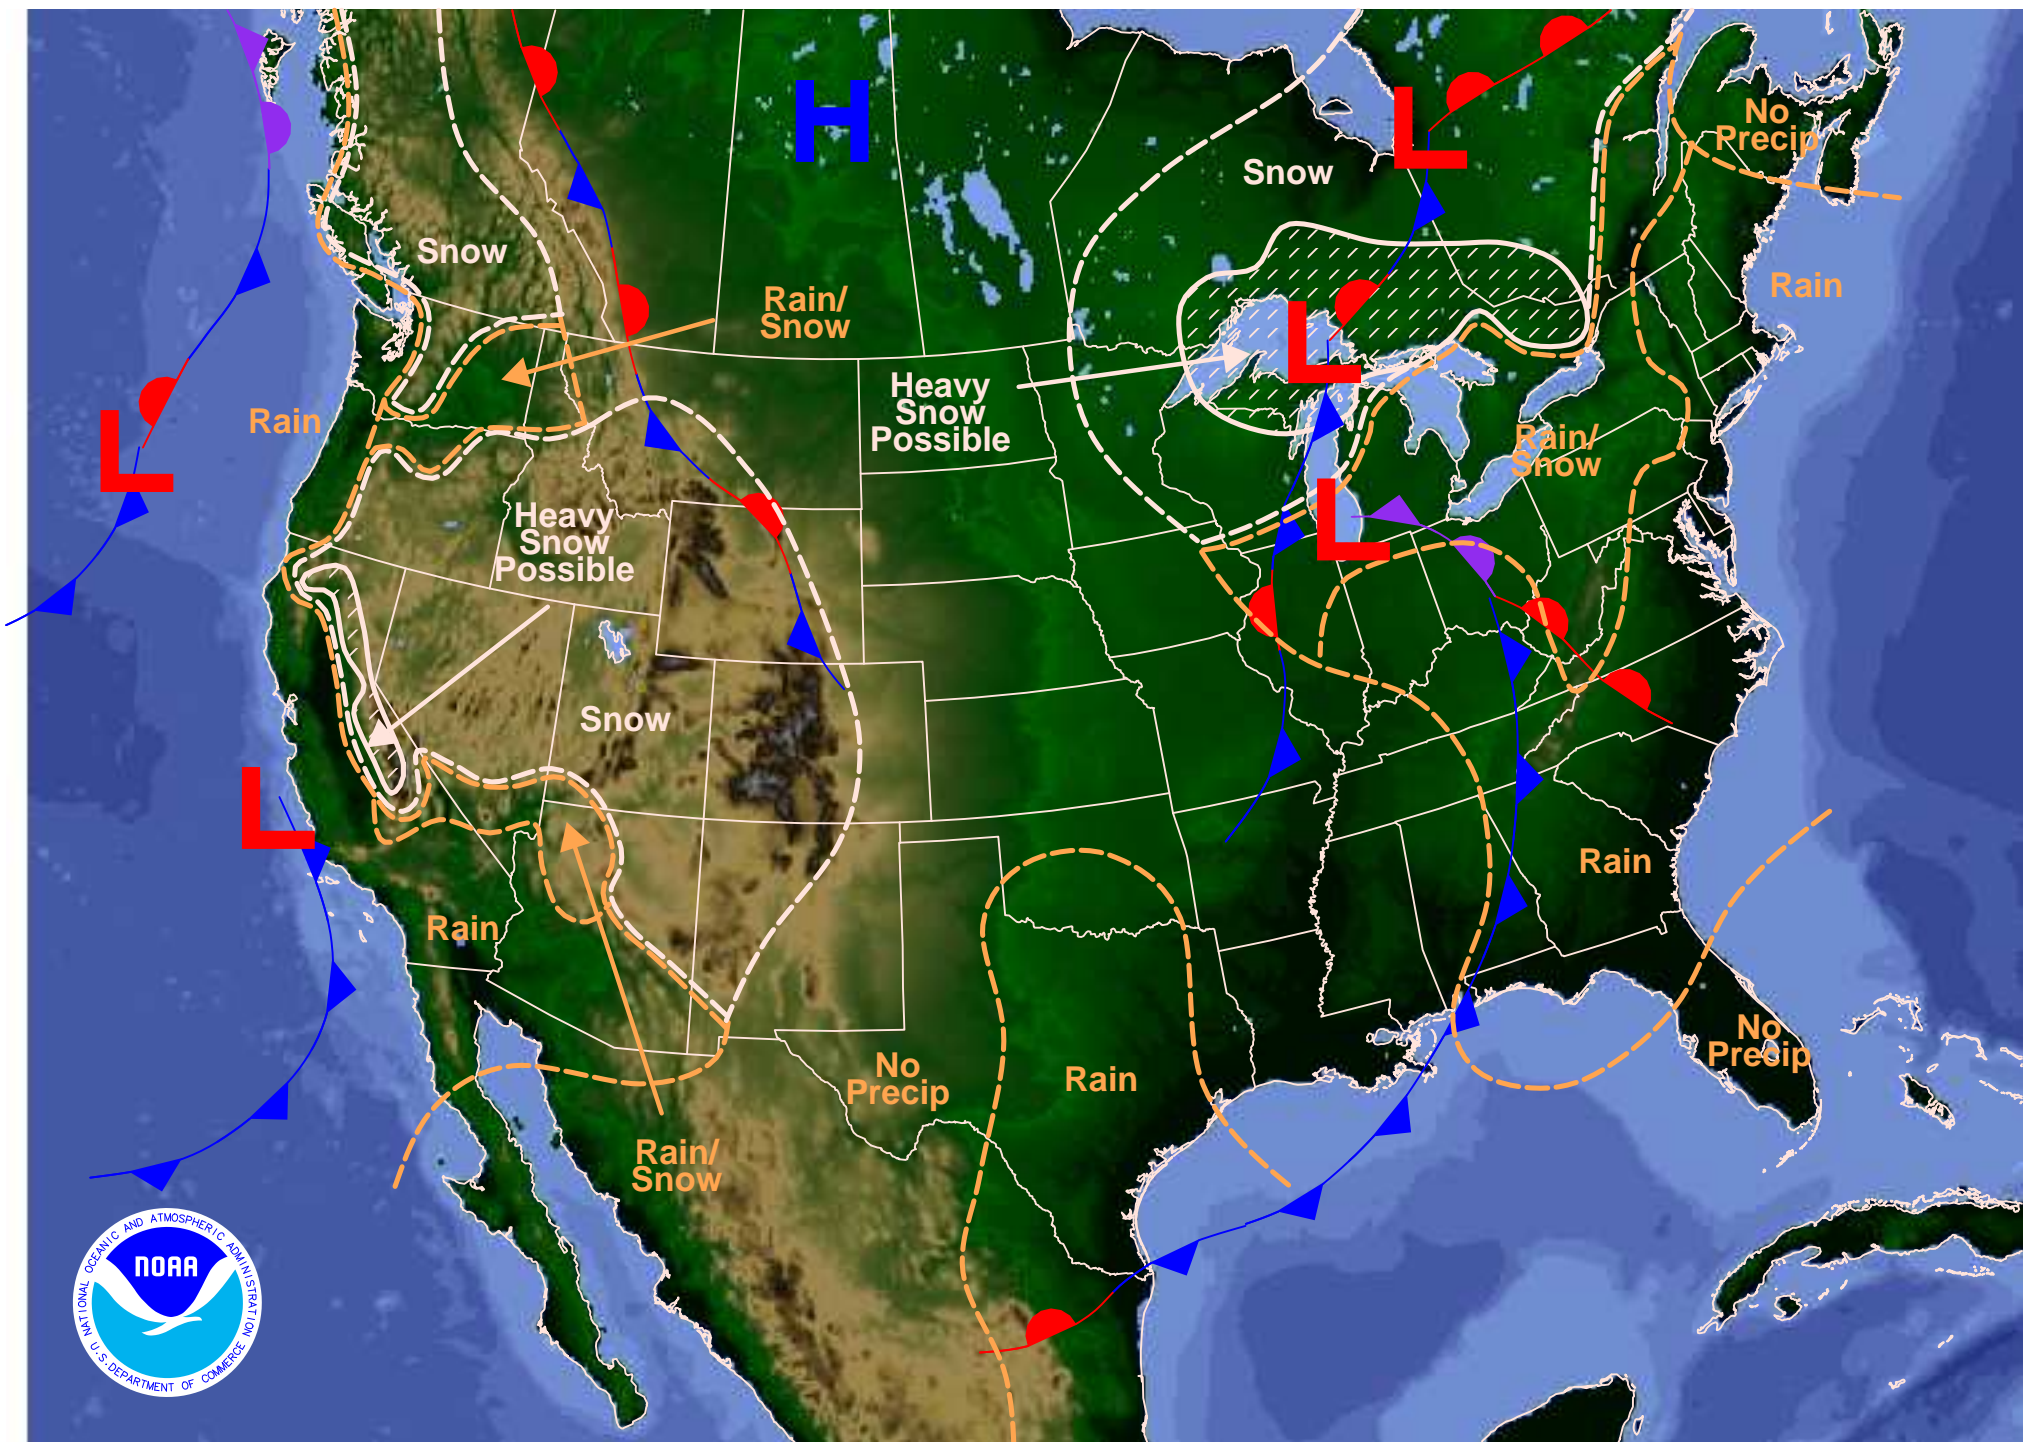 H
L
No
Precip
Snow
Snow
Rain
Rain/
Snow
L
Heavy
Snow
Possible
Rain
L
Rain/
Snow
L
Heavy
Snow
Possible
Snow
L
Rain
Rain
No
Precip
No
Precip
Rain
Rain/
Snow
NATIONAL OCEANIC AND ATMOSPHERIC ADMINISTRATION
NOAA
U.S. DEPARTMENT OF COMMERCE